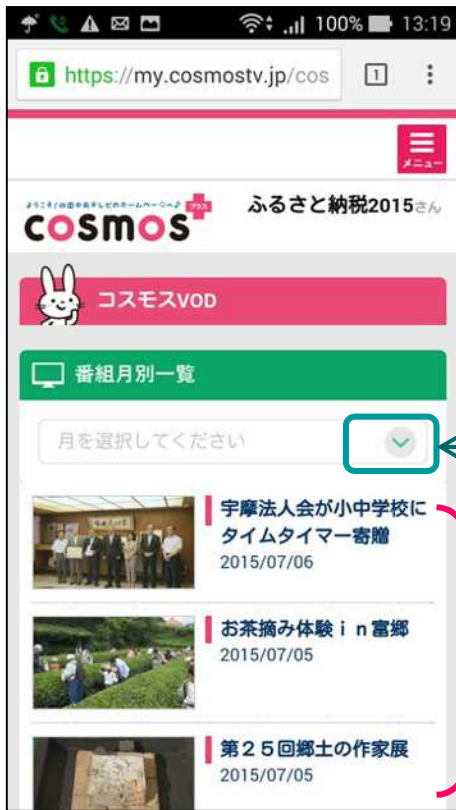 100% 13:19
https://my.cosmostv.jp/cos 1
メニュー
ようこそ!四国中央テレビのホームページへ♪ プラス
cosmos ふるさと納税2015さん
コスモスVOD
番組月別一覧
月を選択してください
宇摩法人会が小中学校に
タイムタイマー寄贈
2015/07/06
お茶摘み体験ｉｎ富郷
2015/07/05
第２５回郷土の作家展
2015/07/05